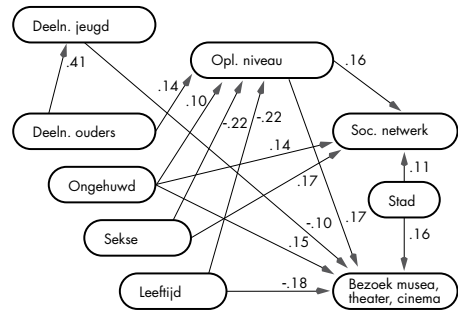 Deeln. jeugd
.41
Opl. niveau
.16
.14
.10
-.22
-.22
Deeln. ouders
Soc. netwerk
.14
.11
Ongehuwd
.17
Stad
-.10
.17
Sekse
.15
.16
Leeftijd
-.18
Bezoek musea,
theater, cinema